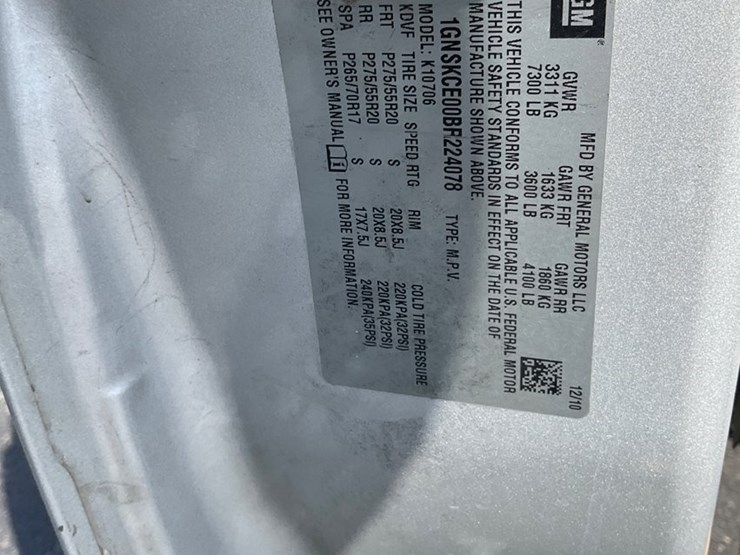 GM®
MFD BY GENERAL MOTORS LLC 12/10
GVWR GAWR FRT GAWR RR
3311 KG 1633 KG 1860 KG
7300 LB 3600 LB 4100 LB
THIS VEHICLE CONFORMS TO ALL APPLICABLE U.S. FEDERAL MOTOR
VEHICLE SAFETY STANDARDS IN EFFECT ON THE DATE OF
MANUFACTURE SHOWN ABOVE.
1GNSKCE00BR224078 TYPE: M.P.V.
MODEL: K10706
KDVF TIRE SIZE SPEED RTG RIM COLD TIRE PRESSURE
FRT P275/55R20 S 20X8.5J 220KPA(32PSI)
RR P275/55R20 S 20X8.5J 220KPA(32PSI)
SPA P265/70R17 S 17X7.5J 240KPA(35PSI)
SEE OWNER'S MANUAL i FOR MORE INFORMATION.